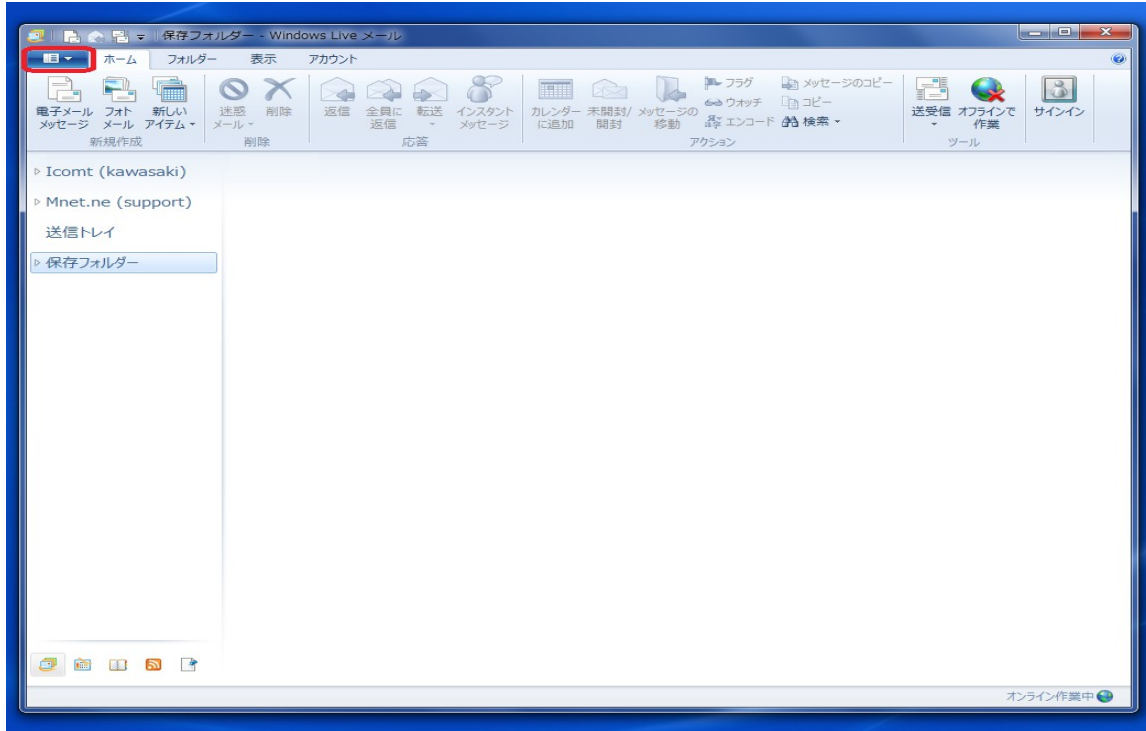 保存フォルダー - Windows Live メール
ホーム フォルダー 表示 アカウント
電子メール メッセージ
フォト メール
新しい アイテム
新規作成
迷惑 メール
削除
削除
返信
全員に 返信
転送
インスタント メッセージ
応答
カレンダー に追加
未開封/ 開封
メッセージの 移動
フラグ
ウォッチ
エンコード
メッセージのコピー
コピー
検索
アクション
送受信
オフラインで 作業
ツール
サインイン
Icomt (kawasaki)
Mnet.ne (support)
送信トレイ
保存フォルダー
オンライン作業中